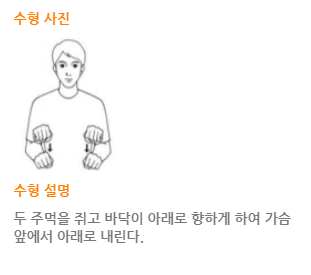 수형 사진
수형 설명
두 주먹을 쥐고 바닥이 아래로 향하게 하여 가슴
앞에서 아래로 내린다.